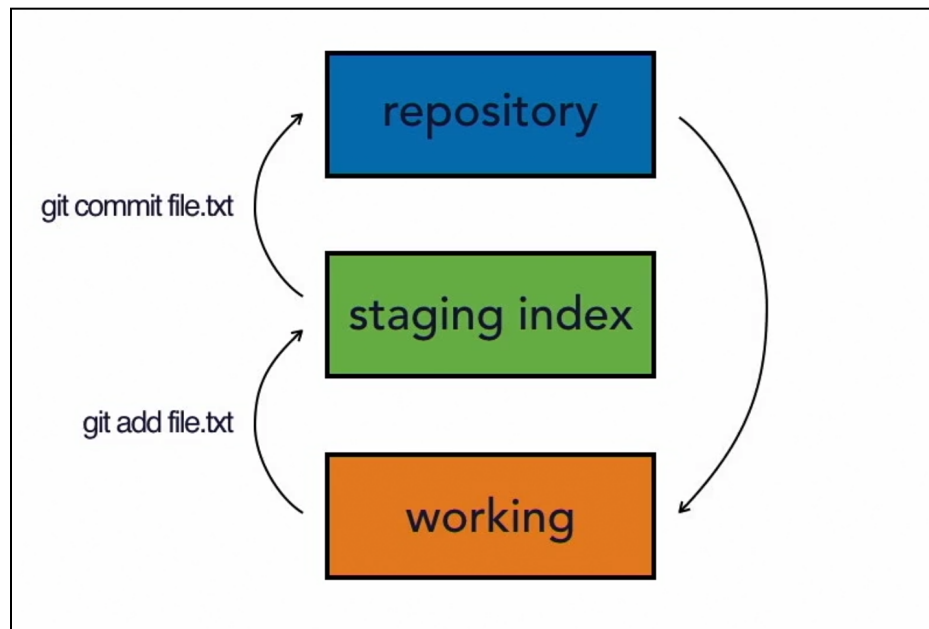 repository
git commit file.txt
staging index
git add file.txt
working